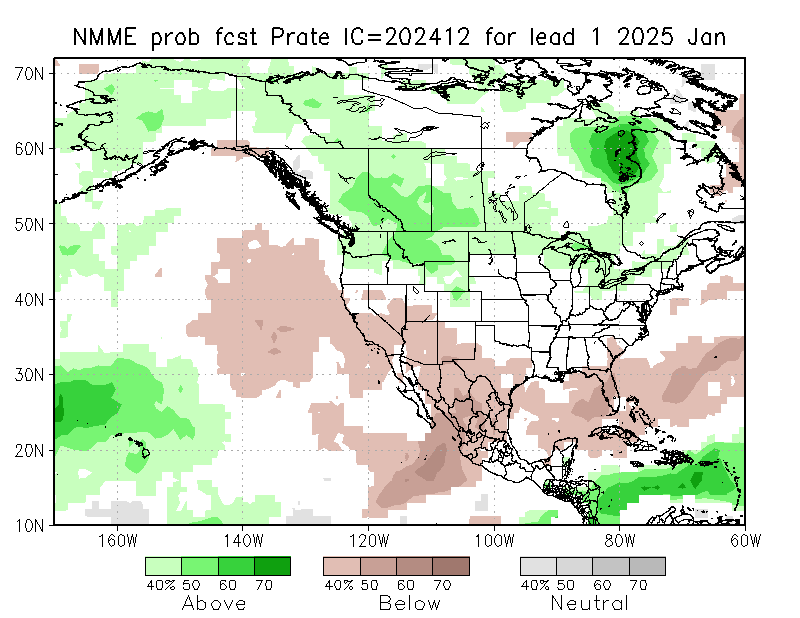 NMME prob fcst Prate IC=202412 for lead 1 2025 Jan
70N
60N
50N
40N
30N
20N
10N
160W 140W 120W 100W 80W 60W
40% 50 60 70 40% 50 60 70 40% 50 60 70
Above Below Neutral